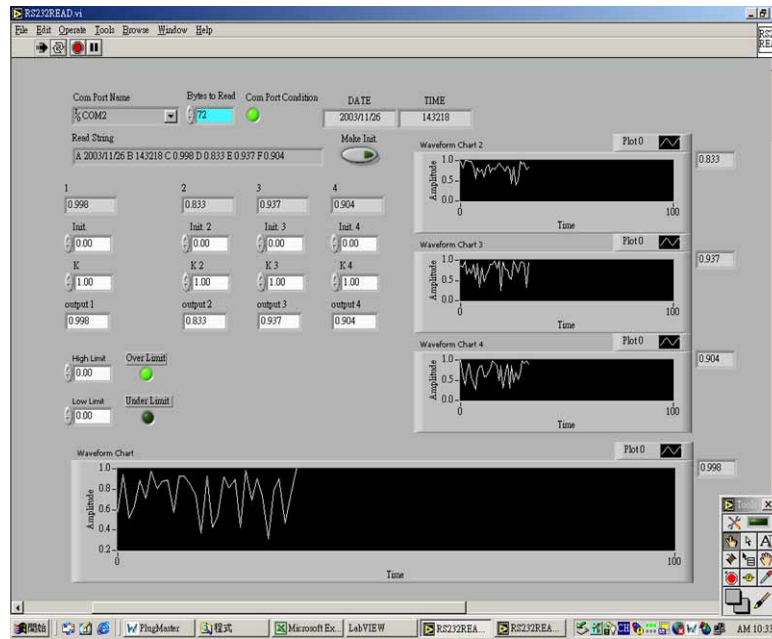 RS232READ.vi
File Edit Operate Tools Browse Window Help
RS2
REA
Com Port Name
Bytes to Read
Com Port Condition
DATE
TIME
COM2
72
2003/11/26
143218
Read String
Make Init.
A 2003/11/26 B 143218 C 0.998 D 0.833 E 0.937 F 0.904
1 2 3 4
0.998 0.833 0.937 0.904
Init. Init. 2 Init. 3 Init. 4
0.00 0.00 0.00 0.00
K K 2 K 3 K 4
1.00 1.00 1.00 1.00
output 1 output 2 output 3 output 4
0.998 0.833 0.937 0.904
High Limit Over Limit
0.00
Low Limit Under Limit
0.00
Waveform Chart 2 Plot 0
0.833
Amplitude
1.0
0.5
0.0
0 100
Time
Waveform Chart 3 Plot 0
0.937
Amplitude
1.0
0.5
0.0
0 100
Time
Waveform Chart 4 Plot 0
0.904
Amplitude
1.0
0.5
0.0
0 100
Time
Waveform Chart Plot 0
0.998
Amplitude
1.0
0.8
0.6
0.4
0.2
0 100
Time
Tools
A
開始 PlugMaster 程式 Microsoft Ex... LabVIEW RS232REA... RS232REA... AM 10:33